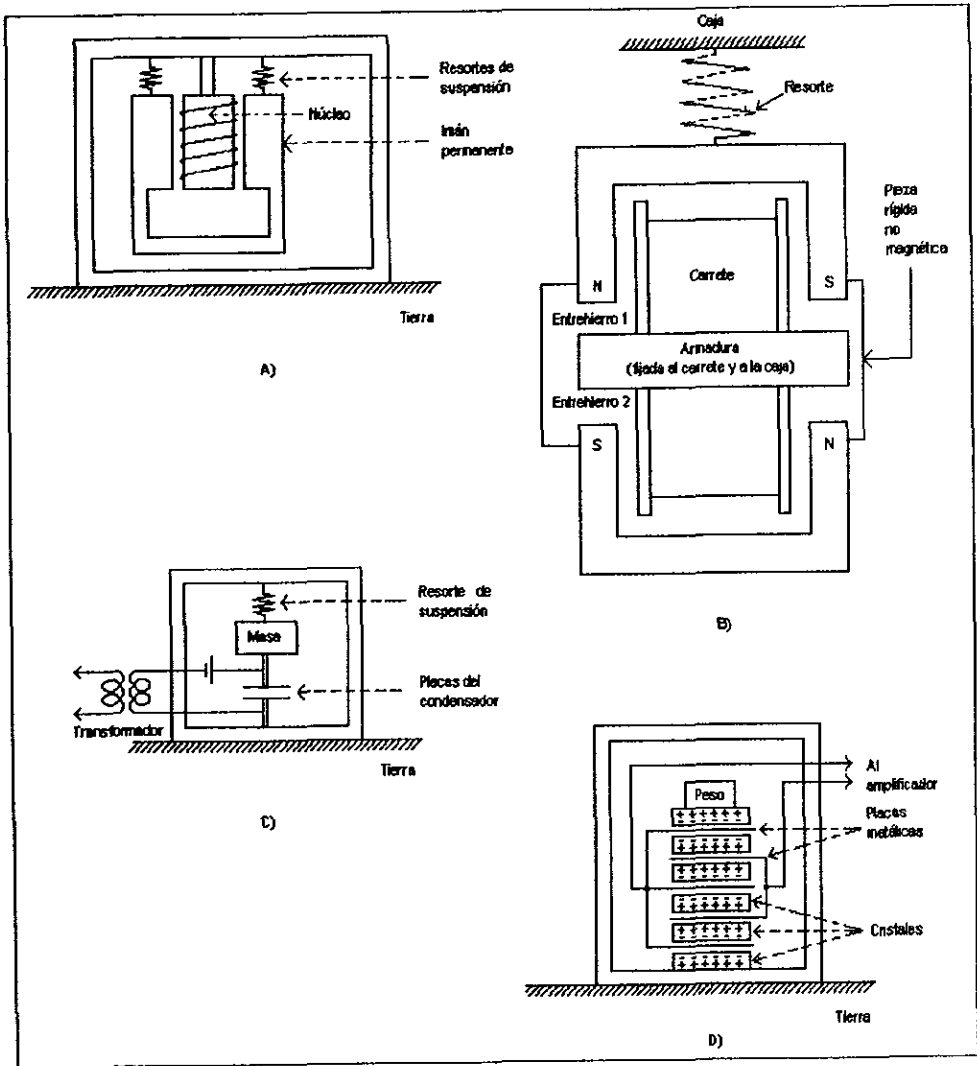 Resortes de
suspensión
Núcleo
Imán
permanente
Tierra
A)
Caja
Resorte
Pieza
rígida
no
magnética
N
S
Carrete
Entrehierro 1
Armadura
(fijada al carrete y a la caja)
Entrehierro 2
S
N
B)
Resorte de
suspensión
Masa
Placas del
condensador
Transformador
Tierra
C)
Al
amplificador
Peso
Placas
metálicas
Cristales
Tierra
D)